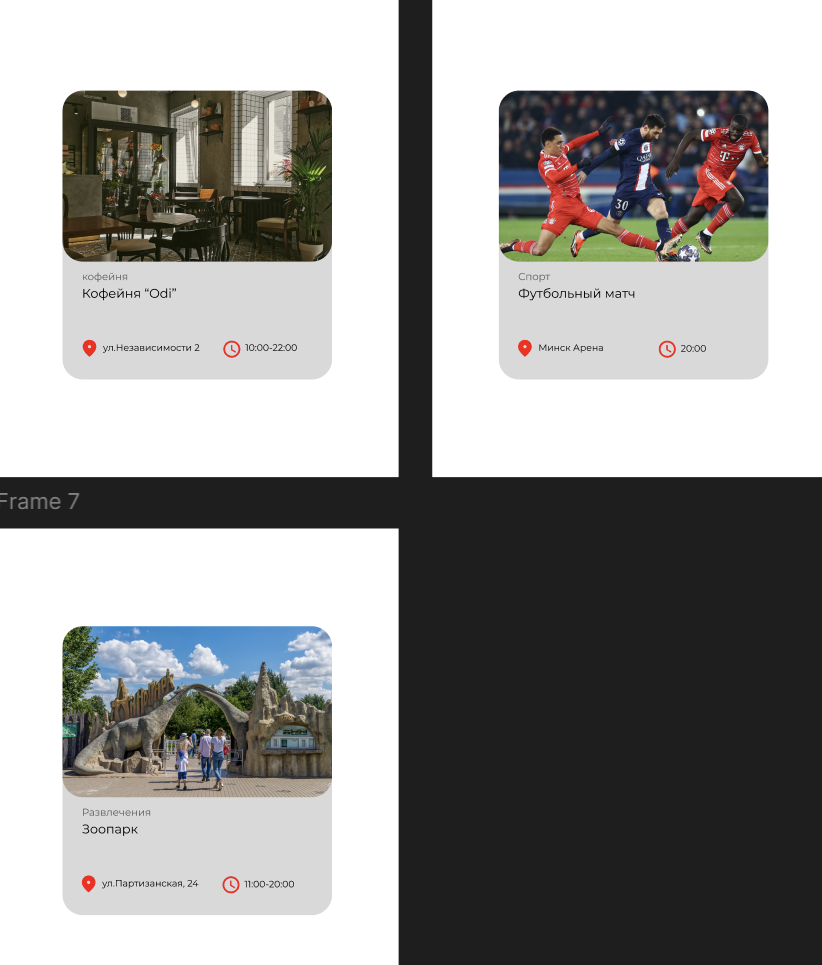 кофейня
Кофейня “Odi”
ул.Независимости 2
10:00-22:00
30
T
Спорт
Футбольный матч
Минск Арена
20:00
Frame 7
Развлечения
Зоопарк
ул.Партизанская, 24
11:00-20:00